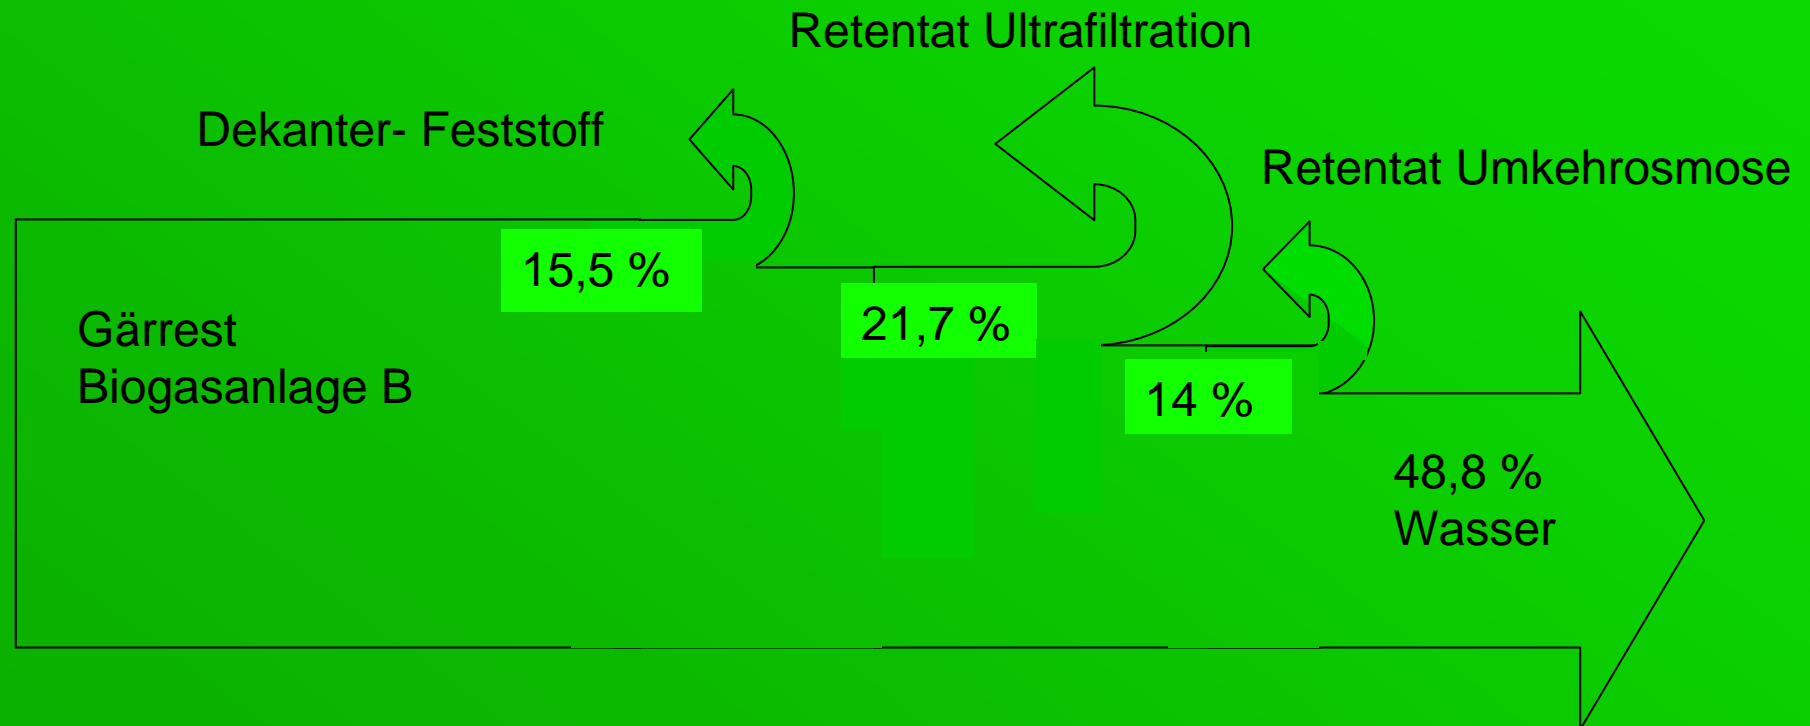 Retentat Ultrafiltration
Dekanter- Feststoff
Retentat Umkehrosmose
15,5 %
21,7 %
Gärrest
Biogasanlage B
14 %
48,8 %
Wasser